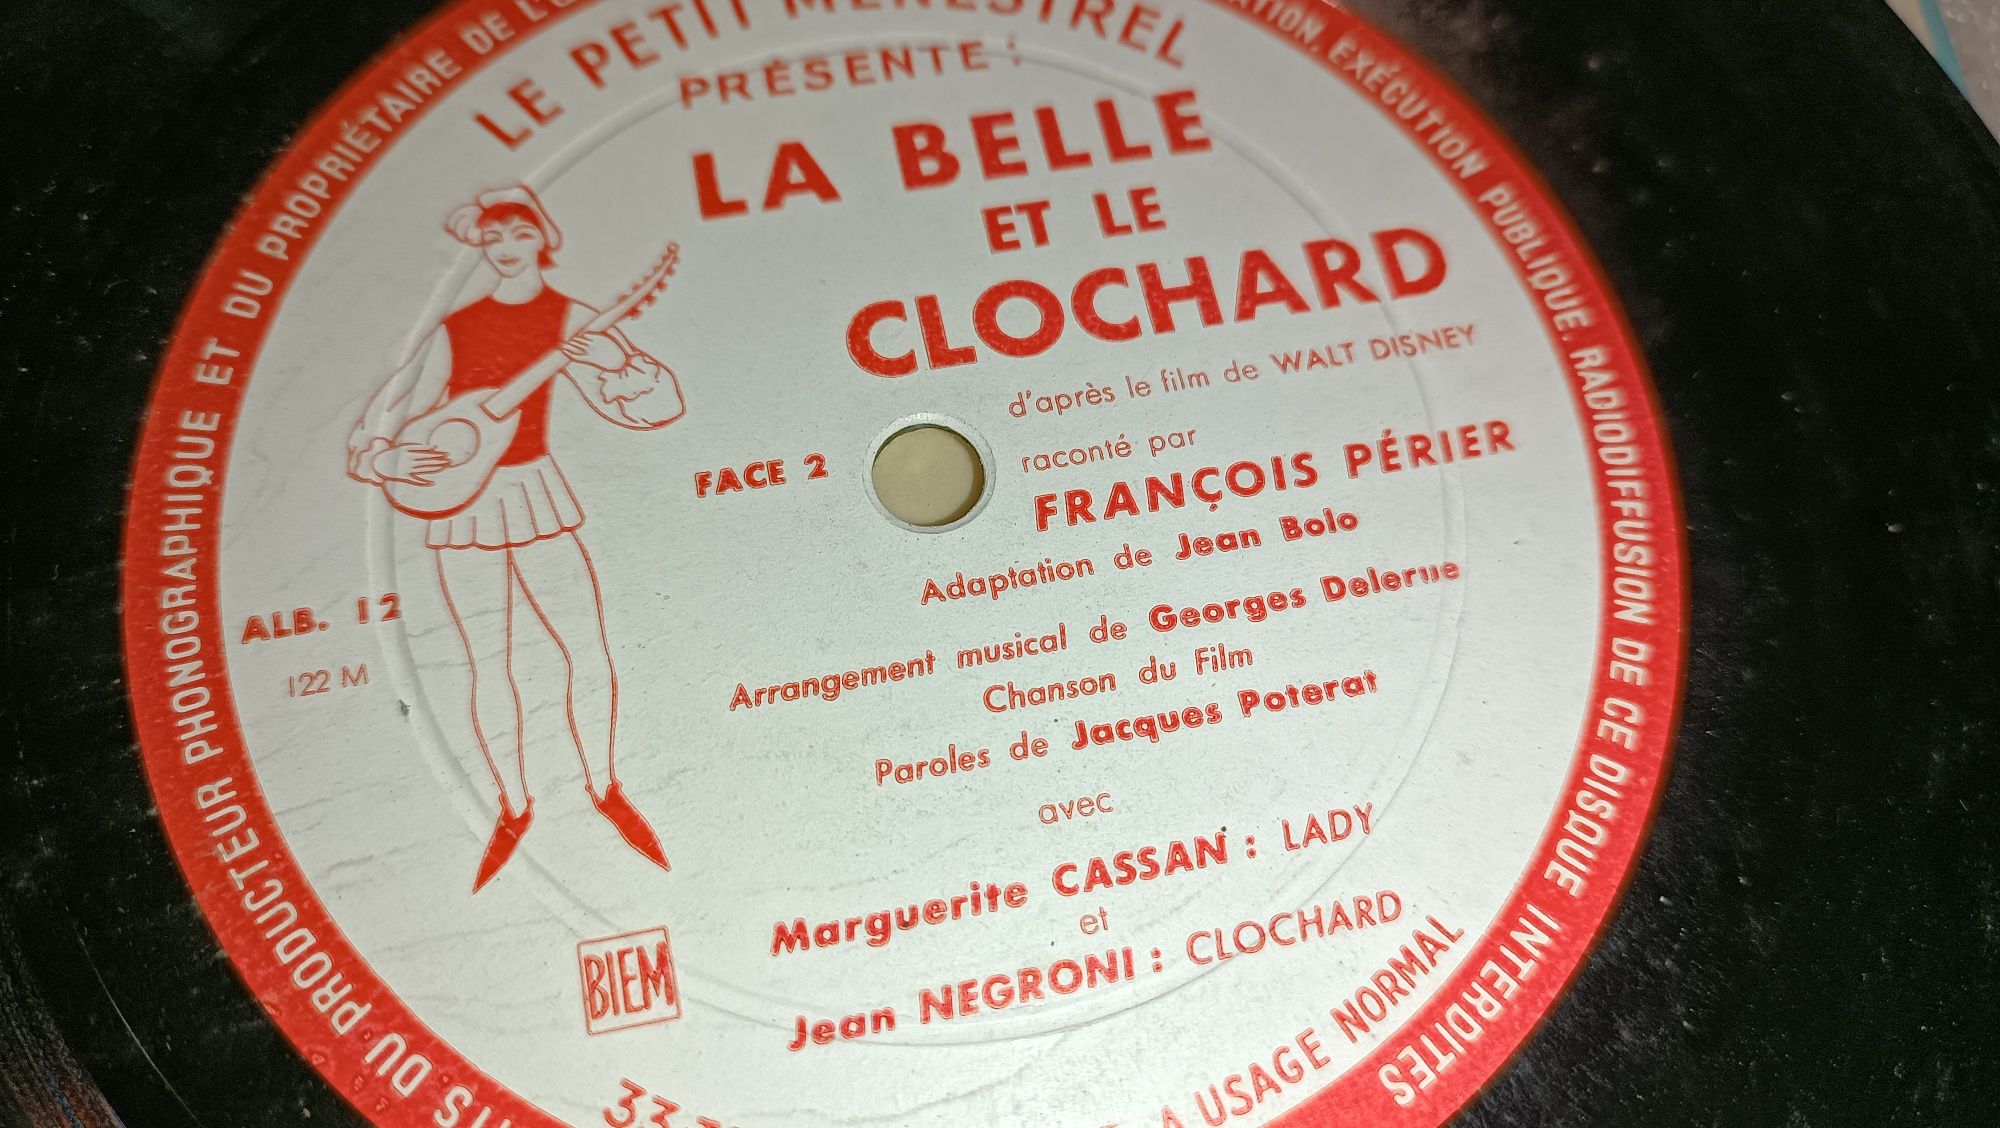 LE PETIT MÉNESTREL
PRÉSENTE :
LA BELLE
ET LE
CLOCHARD
d'après le film de WALT DISNEY
raconté par
FRANÇOIS PÉRIER
FACE 2
Adaptation de Jean Bolo
Arrangement musical de Georges Delerue
Chanson du Film
Paroles de Jacques Poterat
avec
Marguerite CASSAN : LADY
et
Jean NEGRONI : CLOCHARD
ALB. 12
122 M
BIEM
33
A USAGE NORMAL
DU PRODUCTEUR PHONOGRAPHIQUE ET DU PROPRIÉTAIRE DE
EXÉCUTION PUBLIQUE. RADIODIFFUSION DE CE DISQUE INTERDITES